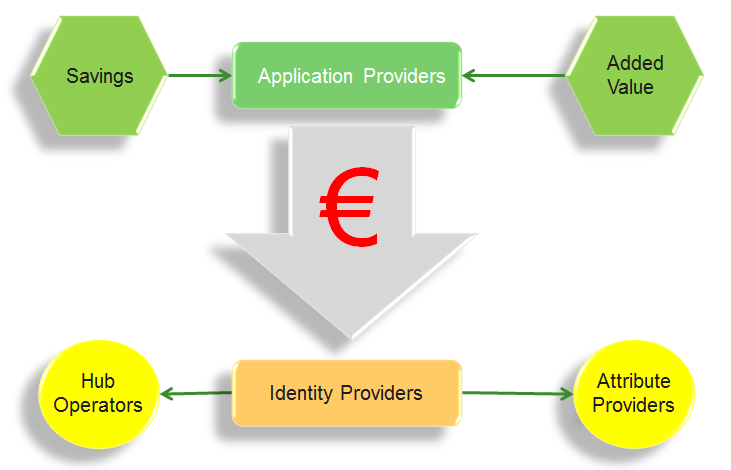 Savings
Application Providers
Added
Value
€
Hub
Operators
Identity Providers
Attribute
Providers